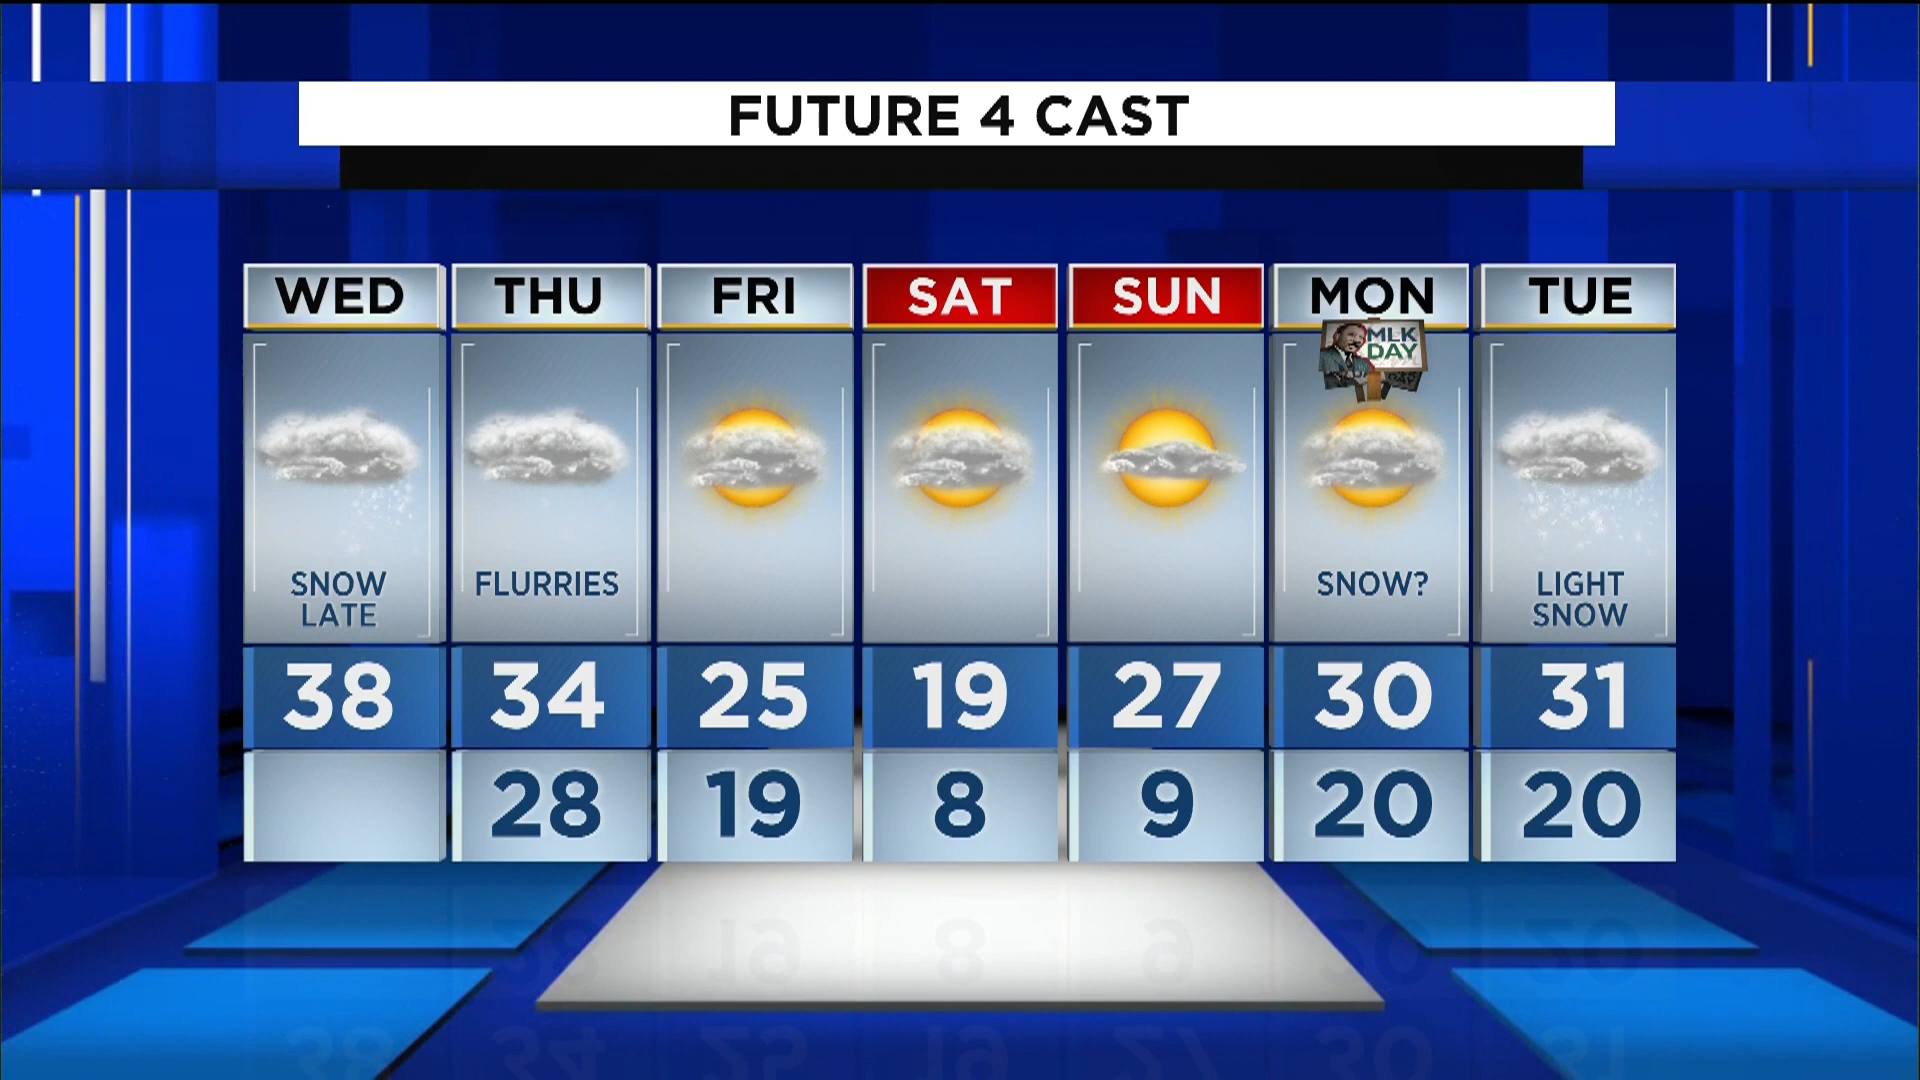 FUTURE 4 CAST
WED THU FRI SAT SUN MON TUE
MLK
DAY
SNOW
LATE
FLURRIES
SNOW?
LIGHT
SNOW
38 34 25 19 27 30 31
28 19 8 9 20 20